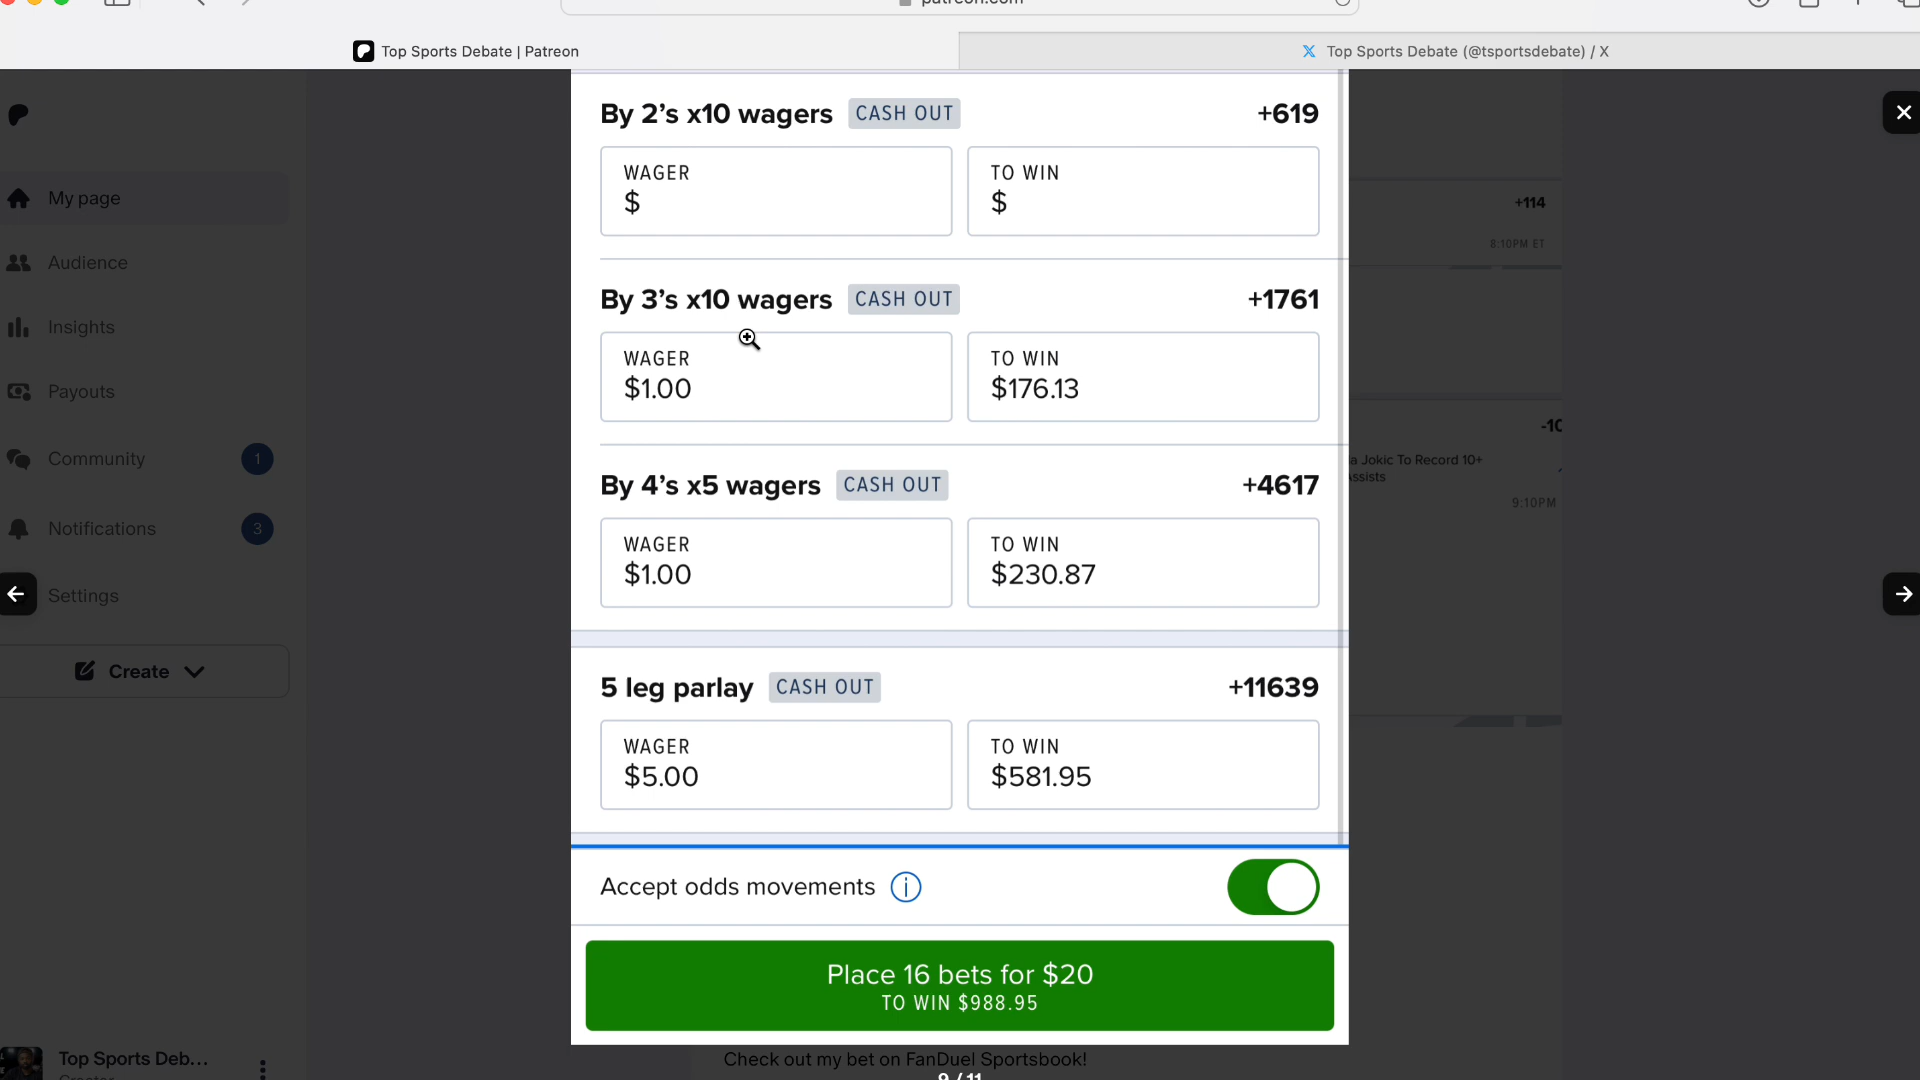 Top Sports Debate | Patreon
Top Sports Debate (@tsportsdebate) / X
By 2's x10 wagers CASH OUT +619
WAGER TO WIN
$ $
By 3's x10 wagers CASH OUT +1761
WAGER TO WIN
$1.00 $176.13
By 4's x5 wagers CASH OUT +4617
WAGER TO WIN
$1.00 $230.87
5 leg parlay CASH OUT +11639
WAGER TO WIN
$5.00 $581.95
Accept odds movements
Place 16 bets for $20
TO WIN $988.95
My page
Audience
Insights
Payouts
Community 1
Notifications 3
Settings
Create
Top Sports Deb...
+114
8:10PM ET
-10
a Jokic To Record 10+
ssists
9:10PM
Check out my bet on FanDuel Sportsbook!
9 / 11